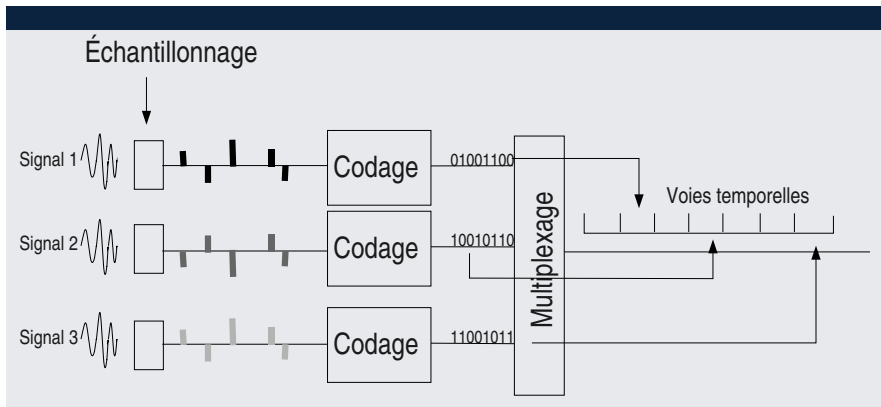 Échantillonnage
Signal 1
Codage
01001100
Voies temporelles
Signal 2
Codage
10010110
Multiplexage
Signal 3
Codage
11001011